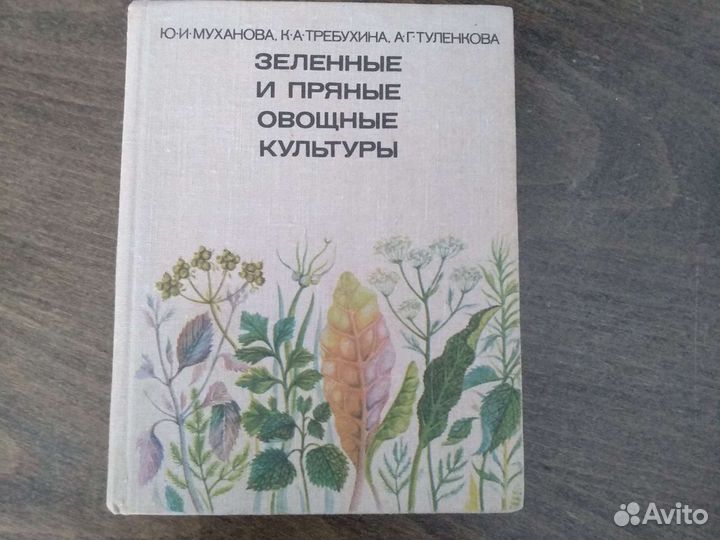 Ю·И·МУХАНОВА, К·А·ТРЕБУХИНА, А·Г·ТУЛЕНКОВА
ЗЕЛЕННЫЕ
И ПРЯНЫЕ
ОВОЩНЫЕ
КУЛЬТУРЫ
Avito